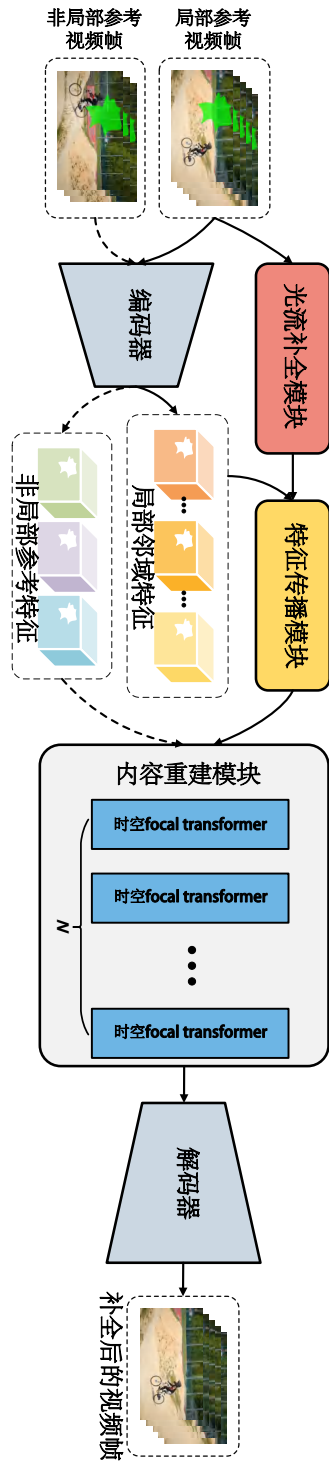 非局部参考
视频帧
局部参考
视频帧
编码器
光流补全模块
非局部参考特征
局部邻域特征
特征传播模块
内容重建模块
时空focal transformer
时空focal transformer
时空focal transformer
N
解码器
补全后的视频帧